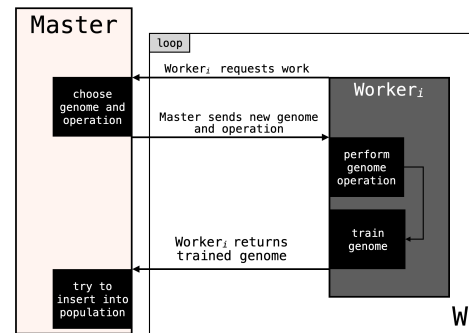 Master
loop
Workerᵢ requests work
choose
genome and
operation
Workerᵢ
Master sends new genome
and operation
perform
genome
operation
train
genome
Workerᵢ returns
trained genome
try to
insert into
population
W